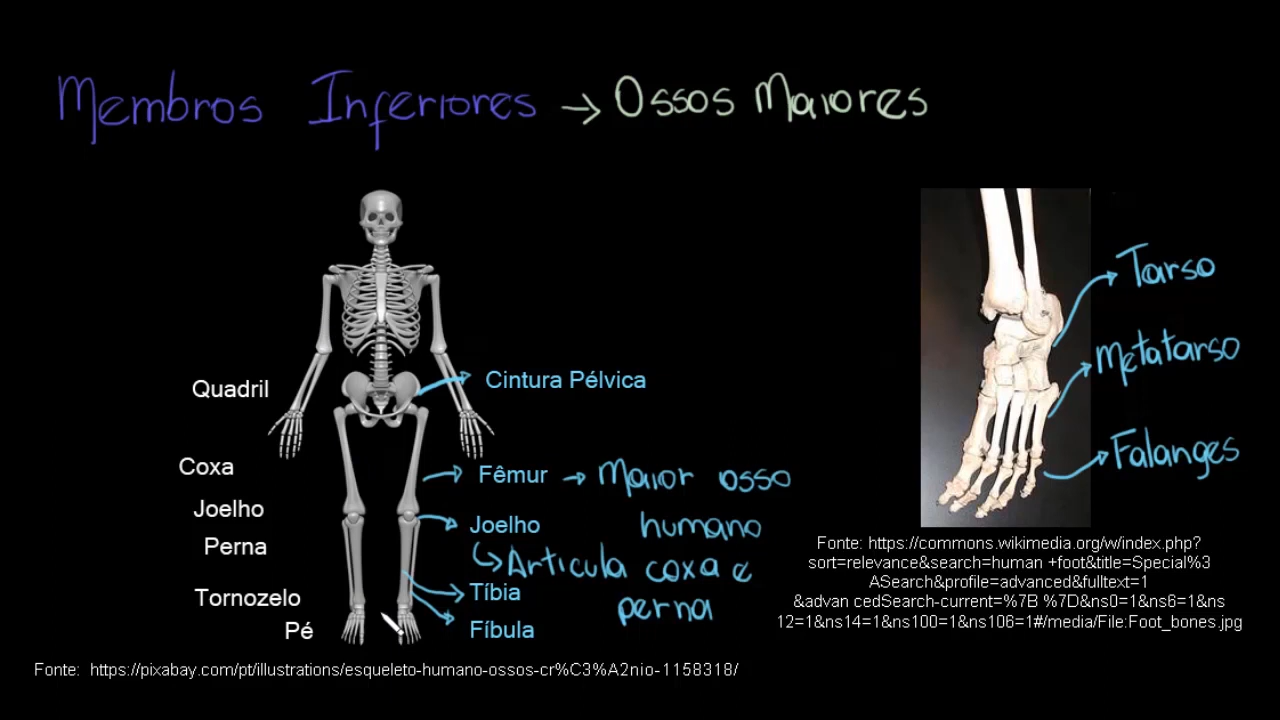 Membros Inferiores → Ossos Maiores
Quadril
Coxa
Joelho
Perna
Tornozelo
Pé
Cintura Pélvica
Fêmur → Maior osso
humano
Joelho
Articula coxa e
perna
Tíbia
Fíbula
Tarso
Metatarso
Falanges
Fonte: https://commons.wikimedia.org/w/index.php?
sort=relevance&search=human +foot&title=Special%3
ASearch&profile=advanced&fulltext=1
&advan cedSearch-current=%7B %7D&ns0=1&ns6=1&ns
12=1&ns14=1&ns100=1&ns106=1#/media/File:Foot_bones.jpg
Fonte: https://pixabay.com/pt/illustrations/esqueleto-humano-ossos-cr%C3%A2nio-1158318/